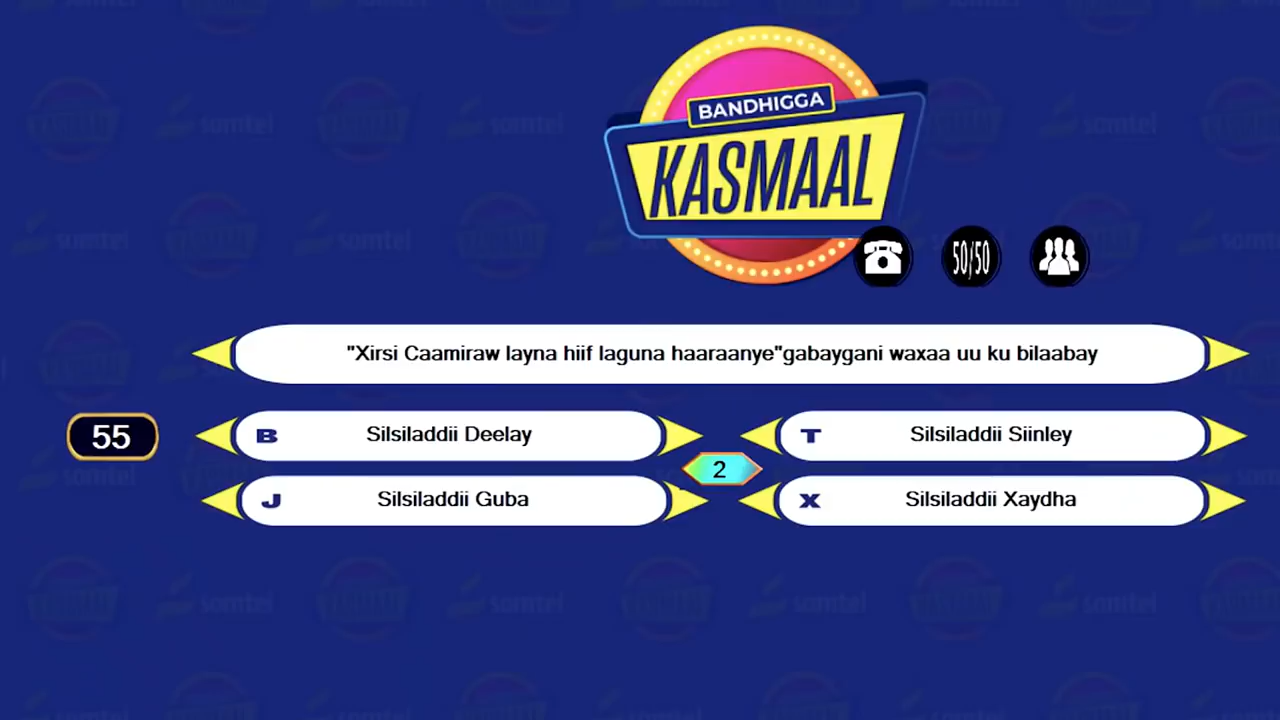 BANDHIGGA
KASMAAL
50/50
"Xirsi Caamiraw layna hiif laguna haaraanye"gabaygani waxaa uu ku bilaabay
55
B Silsiladdii Deelay
T Silsiladdii Siinley
2
J Silsiladdii Guba
X Silsiladdii Xaydha
somtel